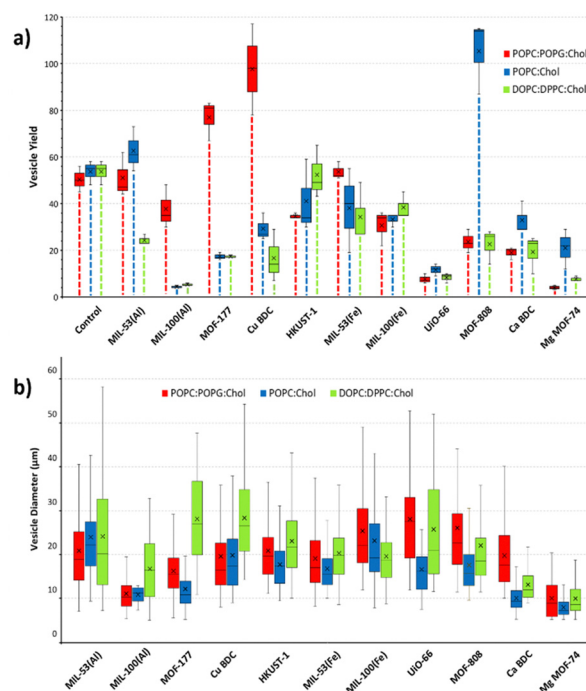 a)
120
100
80
60
40
20
0
Vesicle Yield
POPC:POPG:Chol
POPC:Chol
DOPC:DPPC:Chol
Control
MIL-53(Al)
MIL-100(Al)
MOF-177
Cu BDC
HKUST-1
MIL-53(Fe)
MIL-100(Fe)
UiO-66
MOF-808
Ca BDC
Mg MOF-74
b)
60
50
40
30
20
10
0
Vesicle Diameter (µm)
POPC:POPG:Chol
POPC:Chol
DOPC:DPPC:Chol
MIL-53(Al)
MIL-100(Al)
MOF-177
Cu BDC
HKUST-1
MIL-53(Fe)
MIL-100(Fe)
UiO-66
MOF-808
Ca BDC
Mg MOF-74